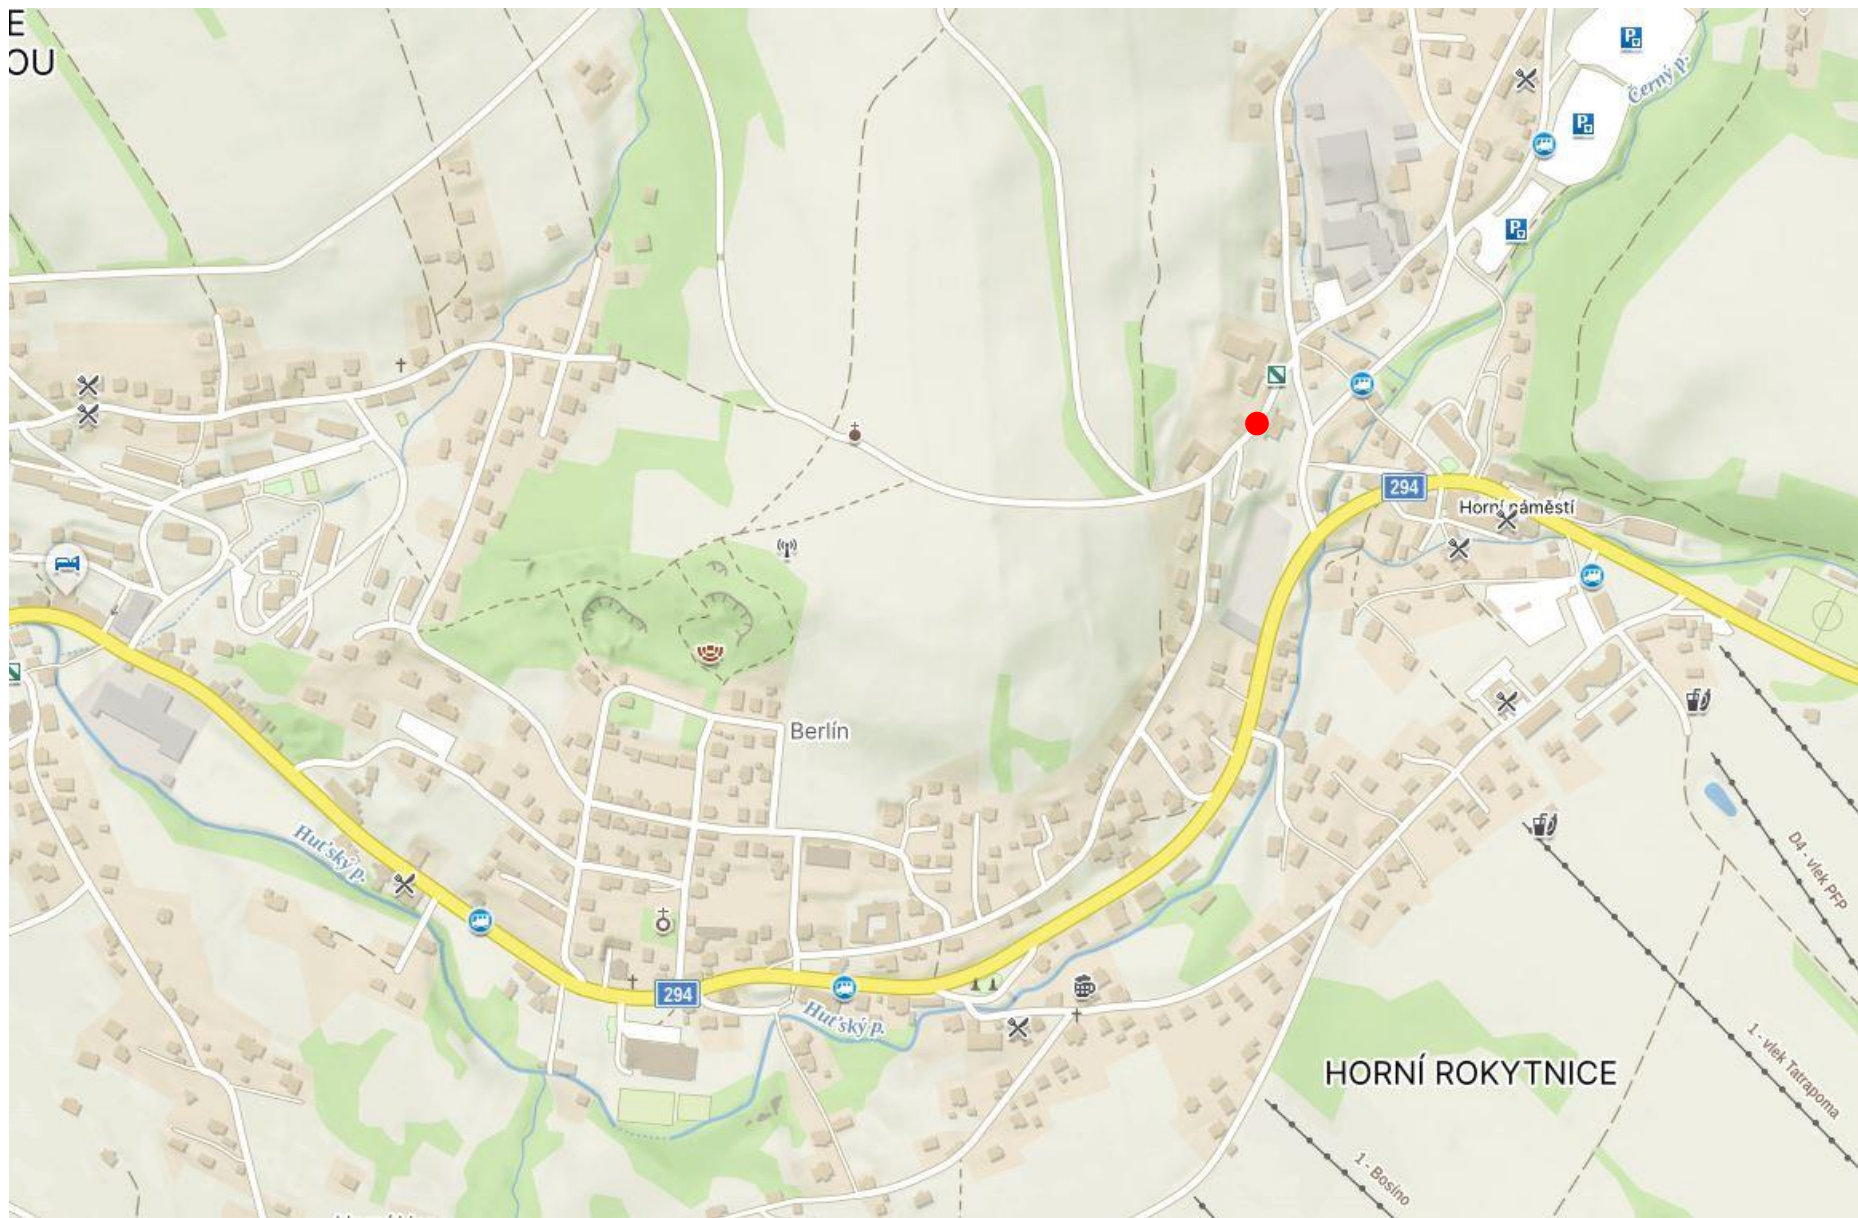 E
OU
P
Černý p.
P
P
294
Horní náměstí
Berlín
Huťský p.
D4 - vlek PFP
294
Huťský p.
1 - vlek Tatrapoma
HORNÍ ROKYTNICE
1 - Bosíno